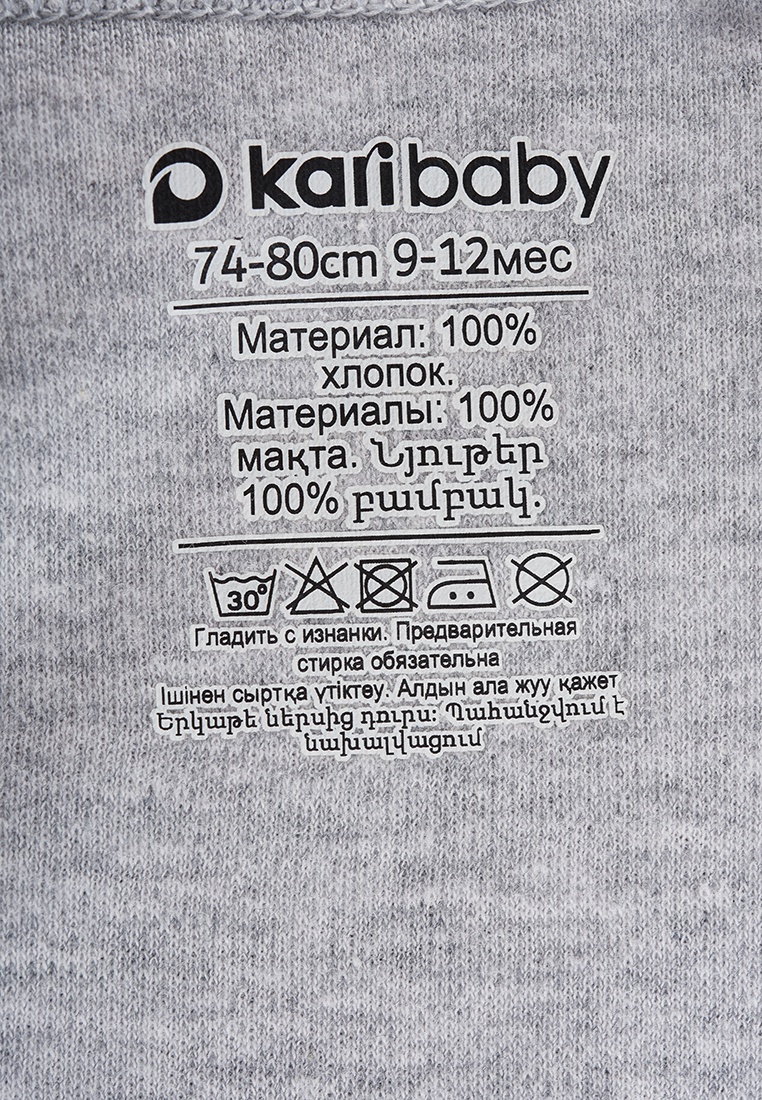 kari baby
74-80cm 9-12мес
Материал: 100%
хлопок.
Материалы: 100%
мақта. Նյութեր
100% բամբակ.
30°
Гладить с изнанки. Предварительная
стирка обязательна
Ішінен сыртқа үтіктеу. Алдын ала жуу қажет
Երկաթե ներսից դուրս: Պահանջվում է
նախալվացում